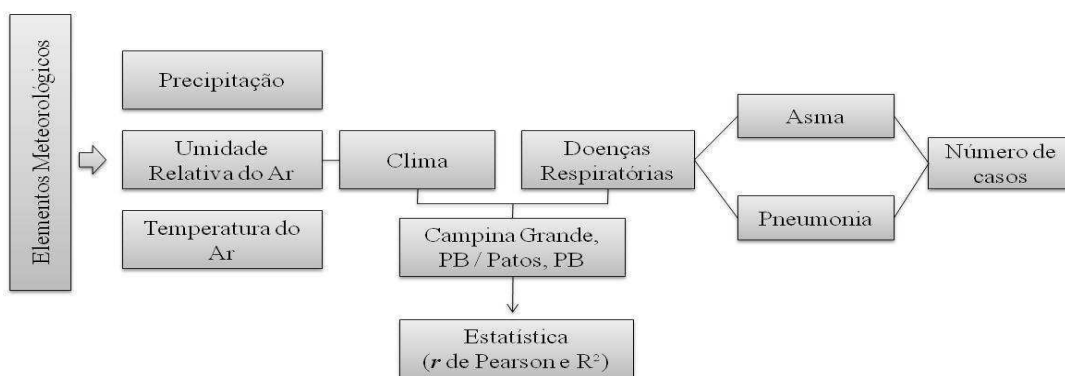 Elementos Meteorológicos
Precipitação
Umidade
Relativa do Ar
Temperatura do
Ar
Clima
Doenças
Respiratórias
Asma
Pneumonia
Número de
casos
Campina Grande,
PB / Patos, PB
Estatística
(r de Pearson e R²)